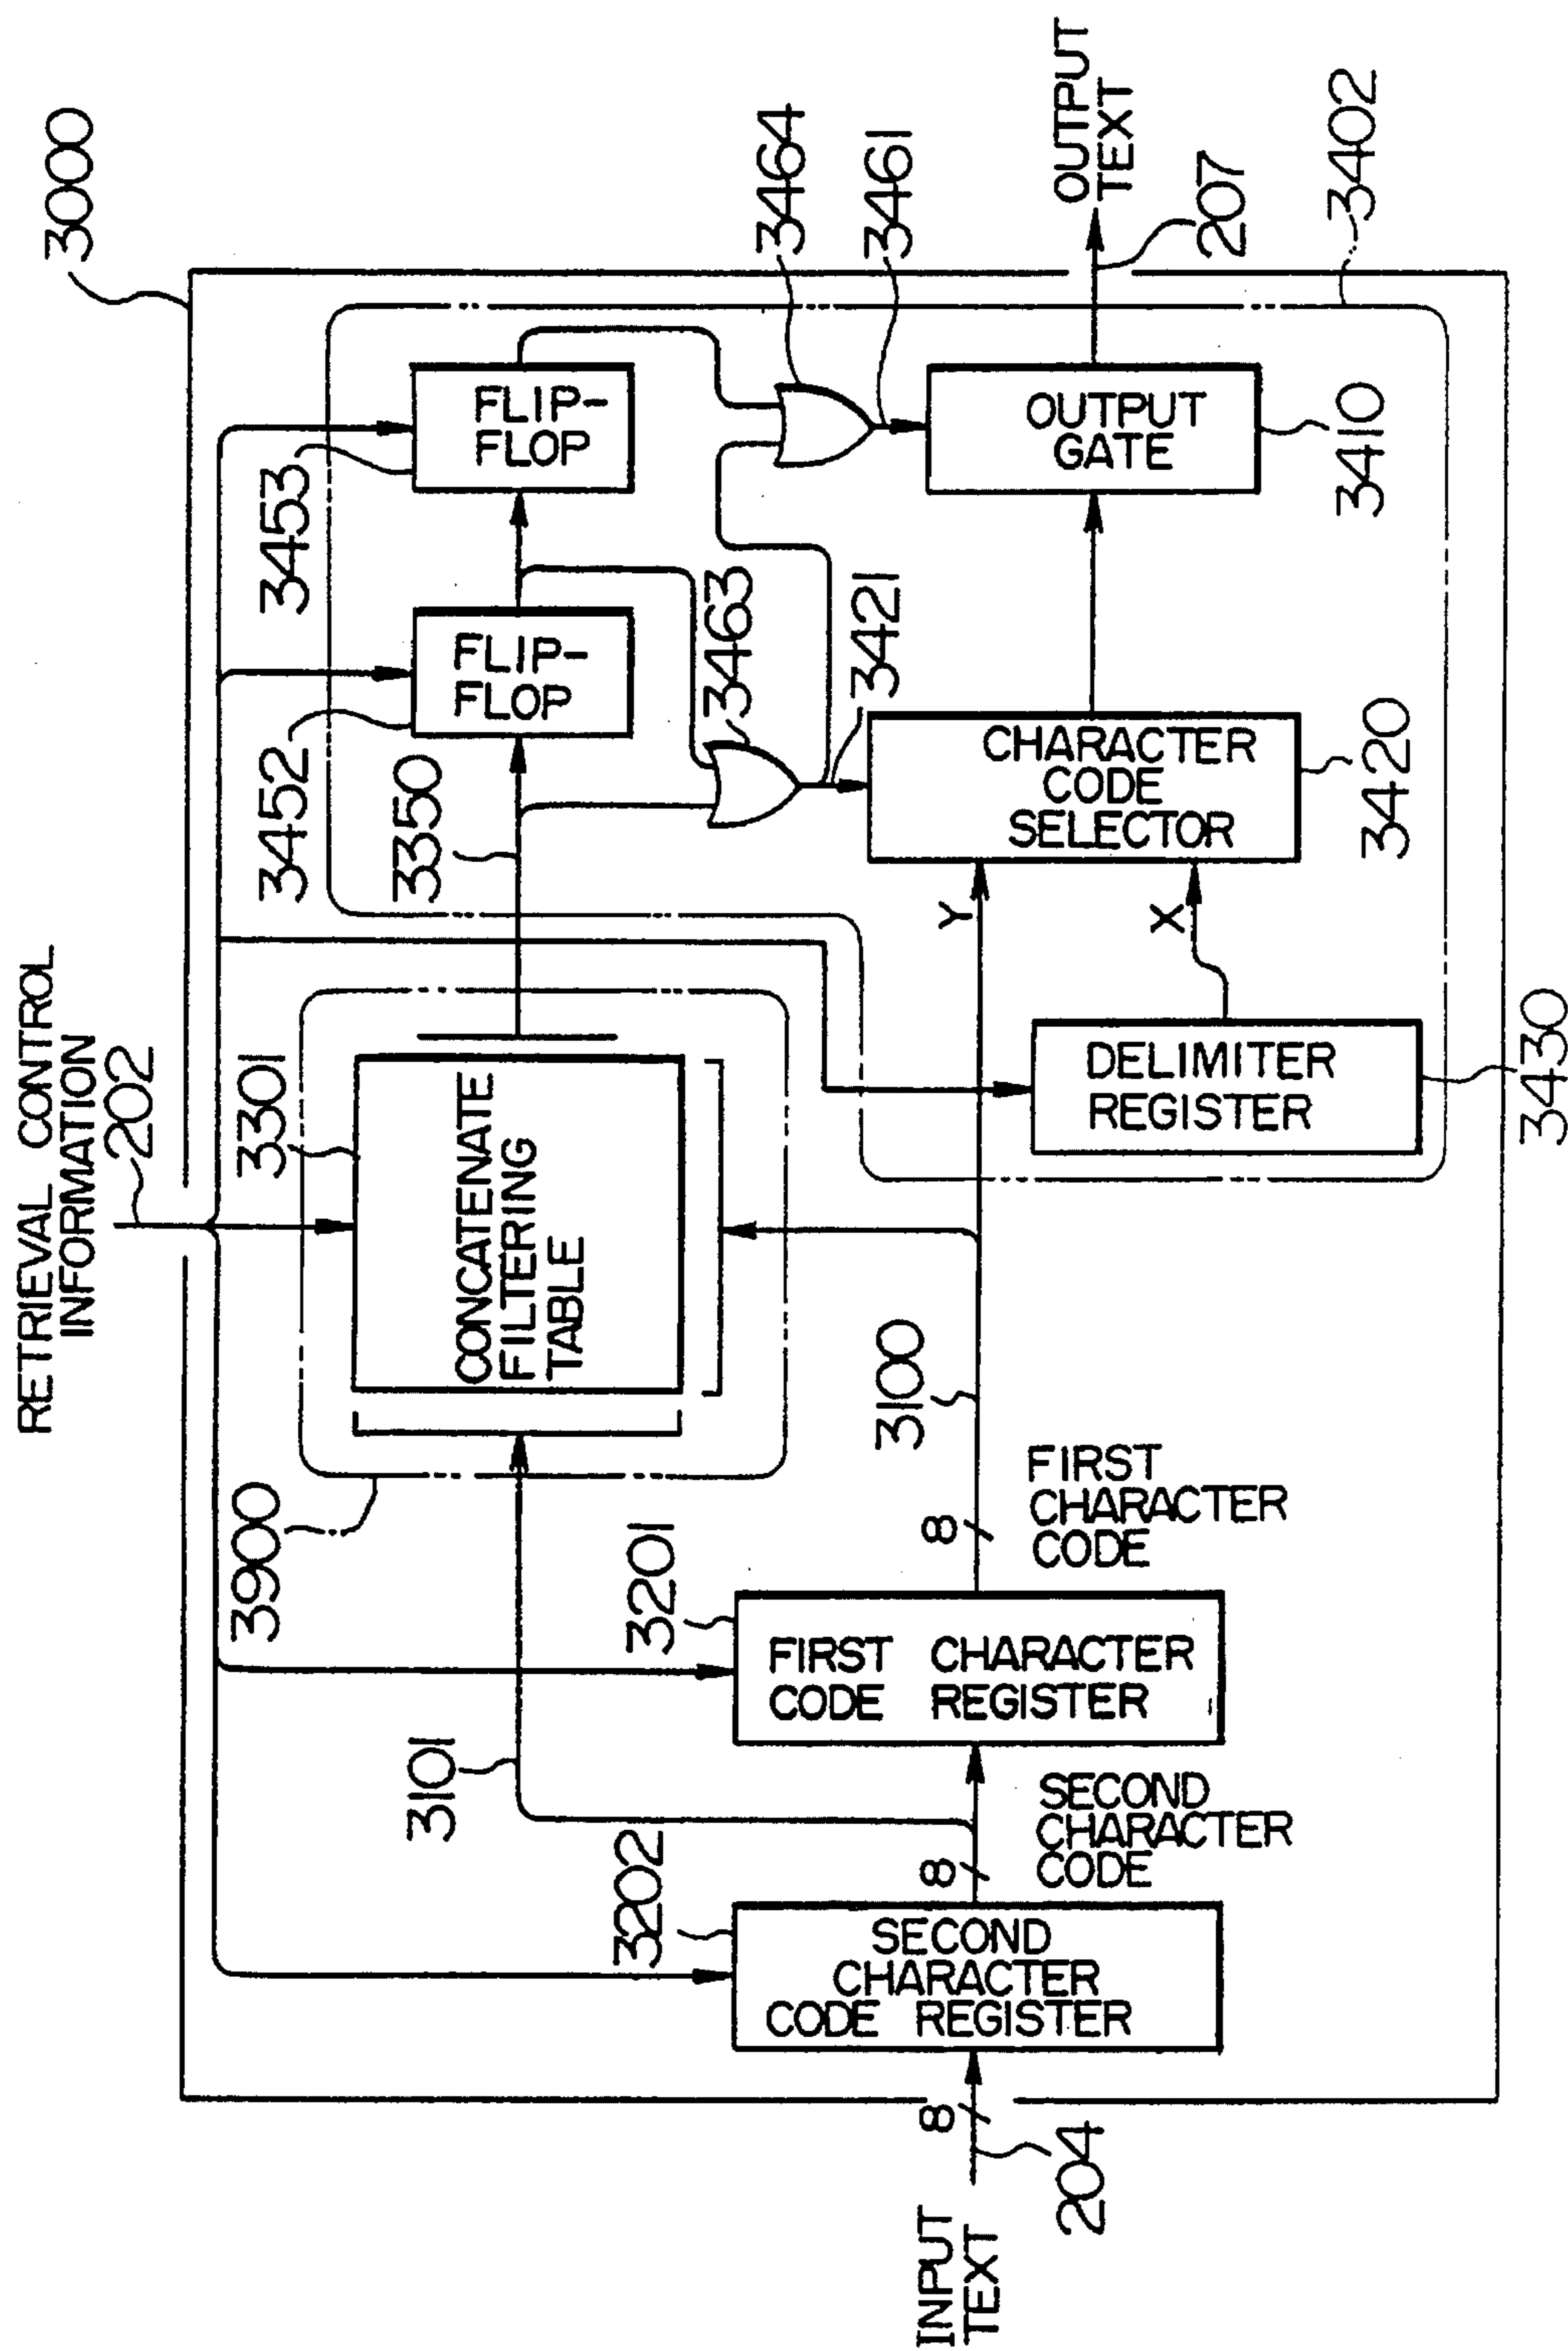 3000
RETRIEVAL CONTROL
INFORMATION
202
3900
3301
CONCATENATE
FILTERING
TABLE
3350
3452
FLIP-
FLOP
3453
FLIP-
FLOP
3463
3464
3461
3421
3101
3202
SECOND
CHARACTER
CODE REGISTER
INPUT
TEXT
204
8
8
SECOND
CHARACTER
CODE
3201
FIRST CHARACTER
CODE REGISTER
8
FIRST
CHARACTER
CODE
3100
Y
X
DELIMITER
REGISTER
3430
CHARACTER
CODE
SELECTOR
3420
OUTPUT
GATE
3410
OUTPUT
TEXT
207
3402